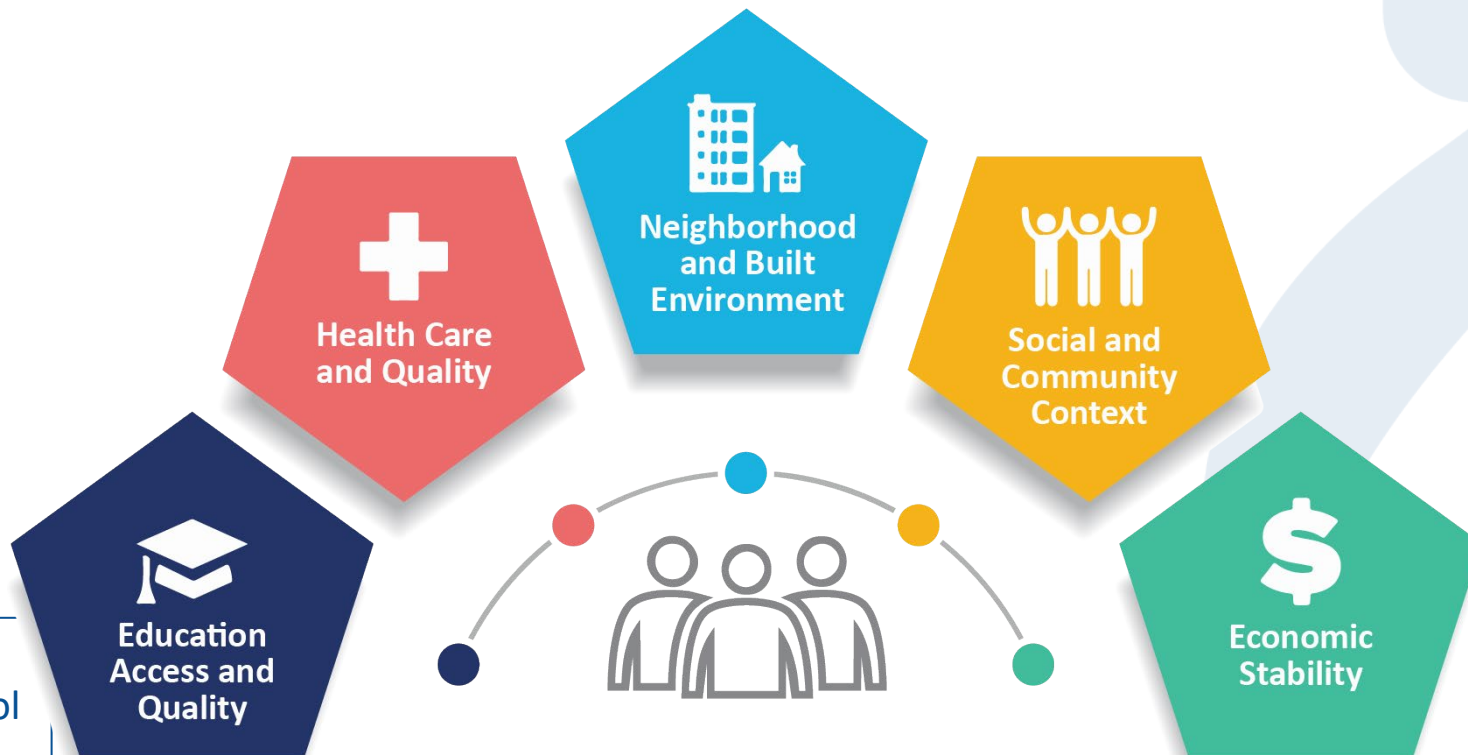 Neighborhood
and Built
Environment
Health Care
and Quality
Social and
Community
Context
Education
Access and
Quality
Economic
Stability